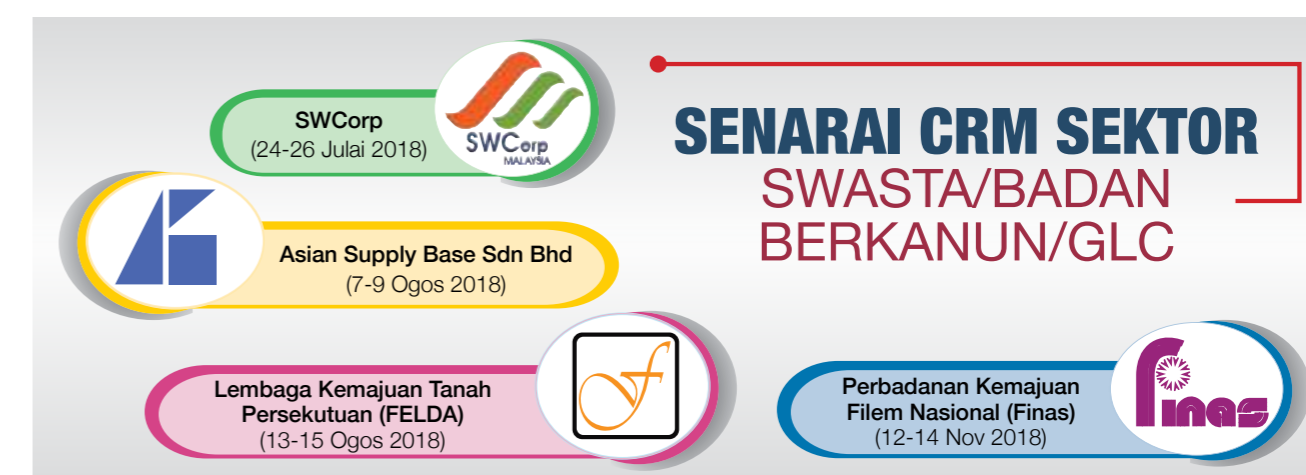 SENARAI CRM SEKTOR
SWASTA/BADAN
BERKANUN/GLC
SWCorp
(24-26 Julai 2018)
SWCorp
MALAYSIA
Asian Supply Base Sdn Bhd
(7-9 Ogos 2018)
Lembaga Kemajuan Tanah
Persekutuan (FELDA)
(13-15 Ogos 2018)
f
Perbadanan Kemajuan
Filem Nasional (Finas)
(12-14 Nov 2018)
Finas